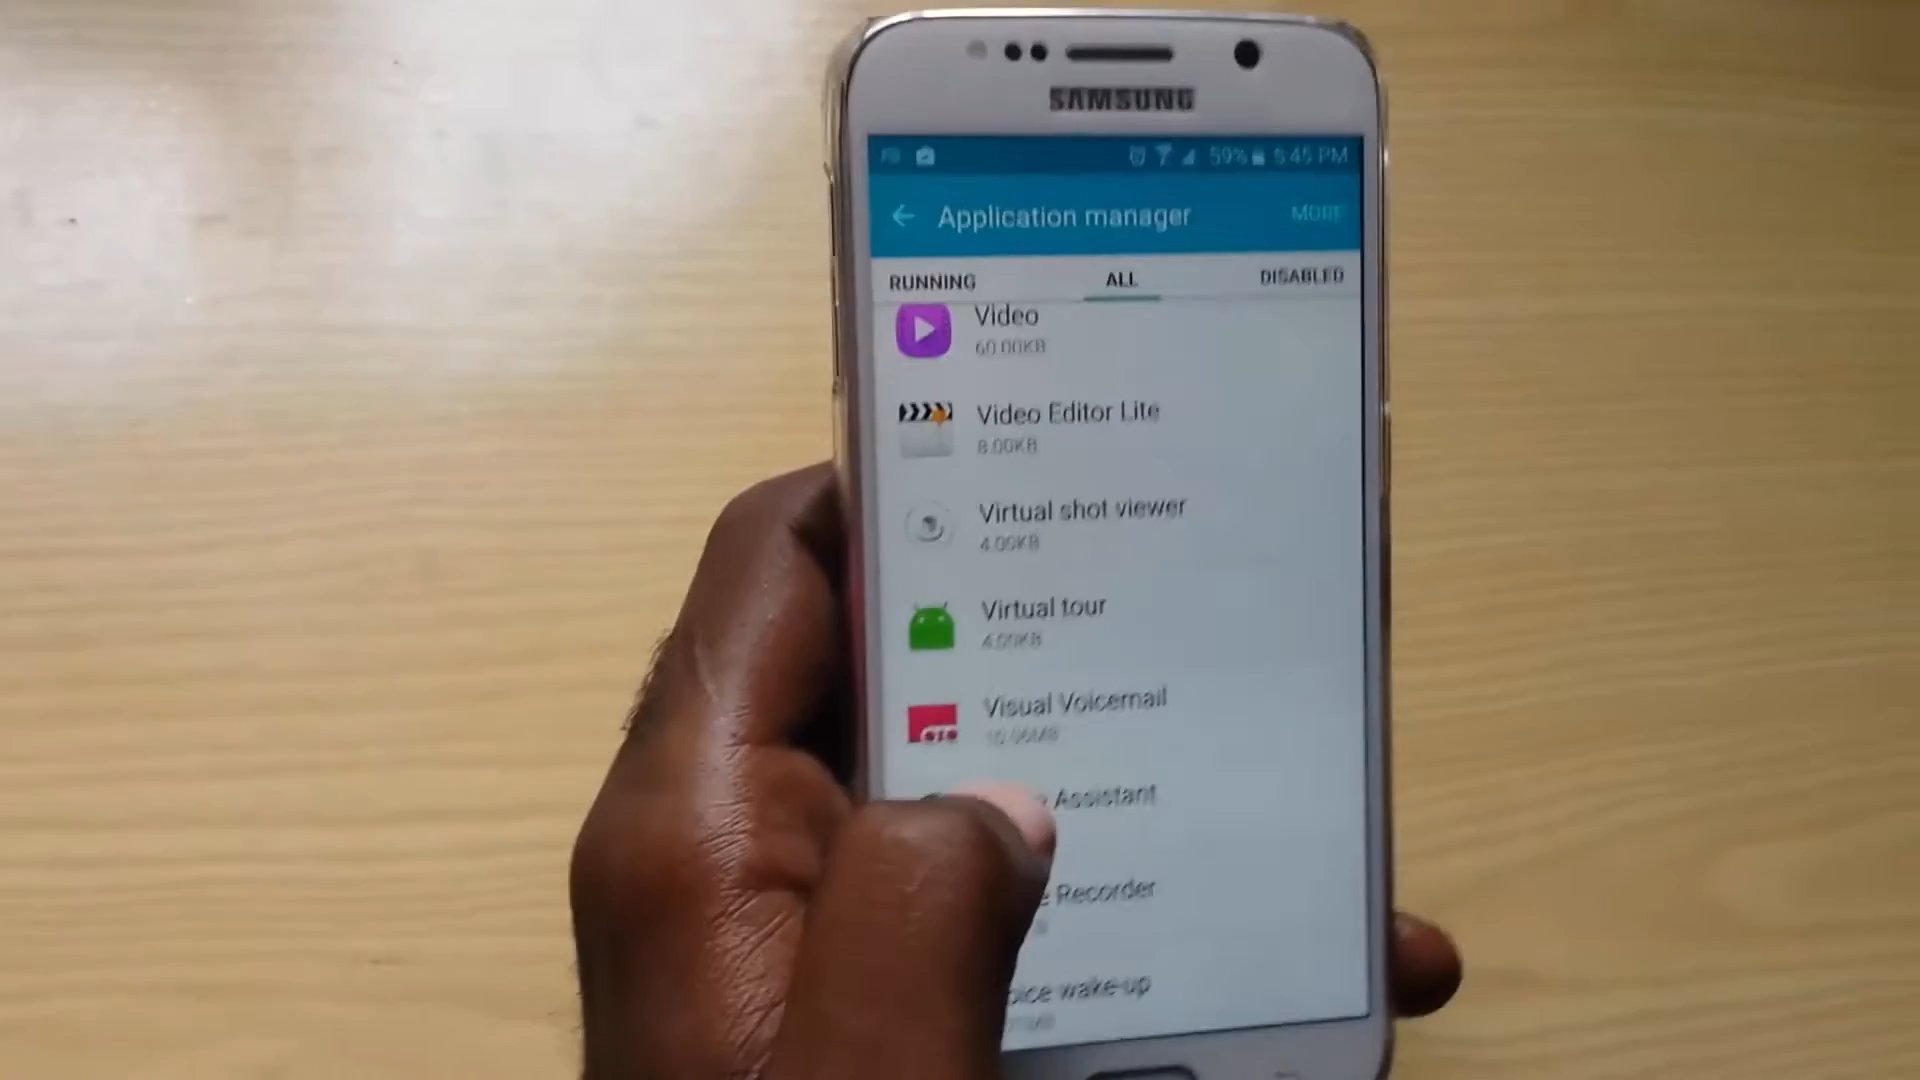 SAMSUNG
59% 5:45 PM
Application manager MORE
RUNNING ALL DISABLED
Video
60.00KB
Video Editor Lite
8.00KB
Virtual shot viewer
4.00KB
Virtual tour
4.00KB
Visual Voicemail
Assistant
Recorder
wake-up